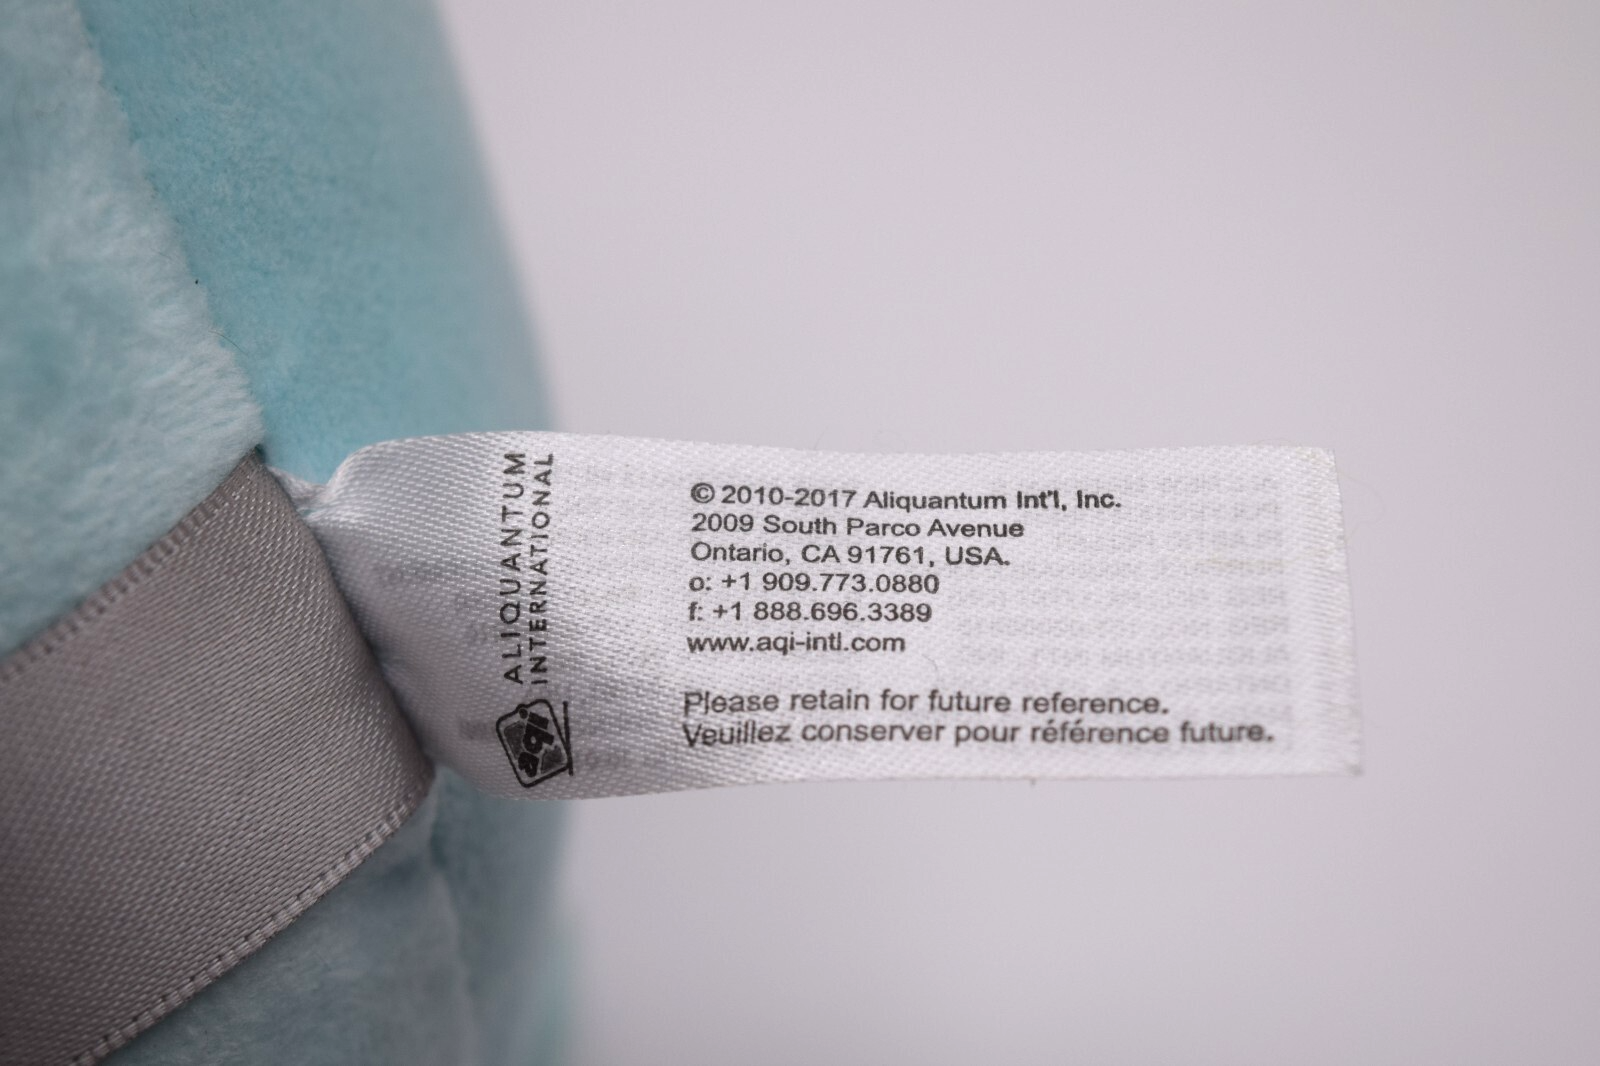 ALIQUANTUM
INTERNATIONAL
© 2010-2017 Aliquantum Int'l, Inc.
2009 South Parco Avenue
Ontario, CA 91761, USA.
o: +1 909.773.0880
f: +1 888.696.3389
www.aqi-intl.com
Please retain for future reference.
Veuillez conserver pour référence future.